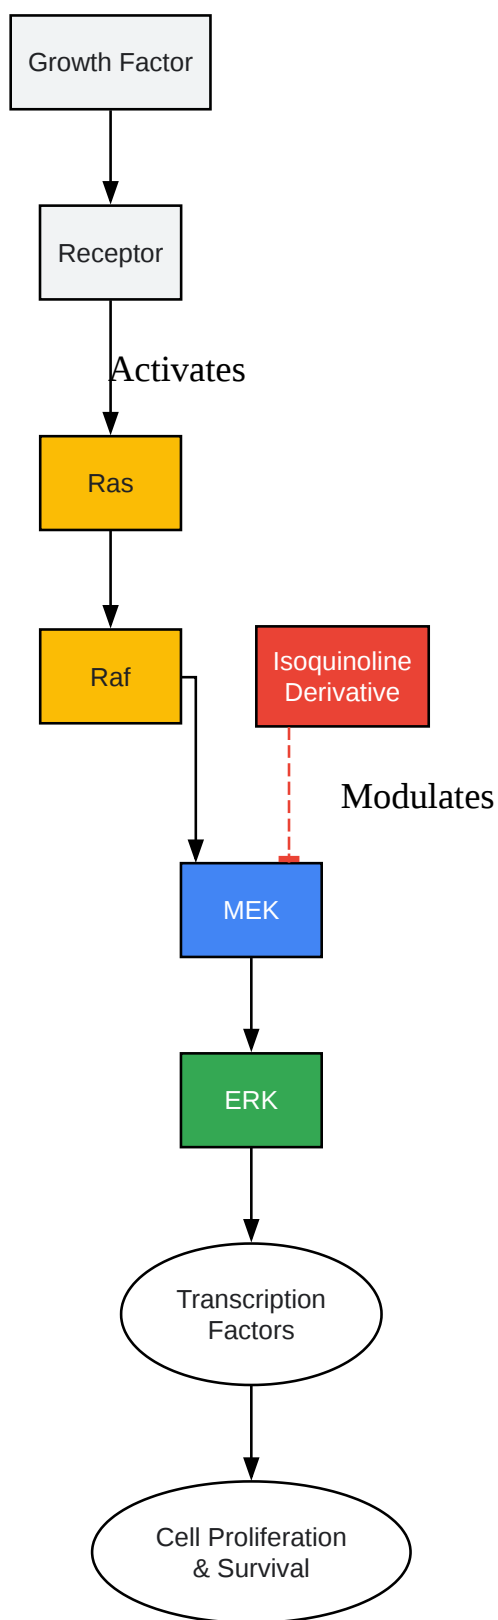 Growth Factor
Receptor
Activates
Ras
Raf
Isoquinoline
Derivative
Modulates
MEK
ERK
Transcription
Factors
Cell Proliferation
& Survival